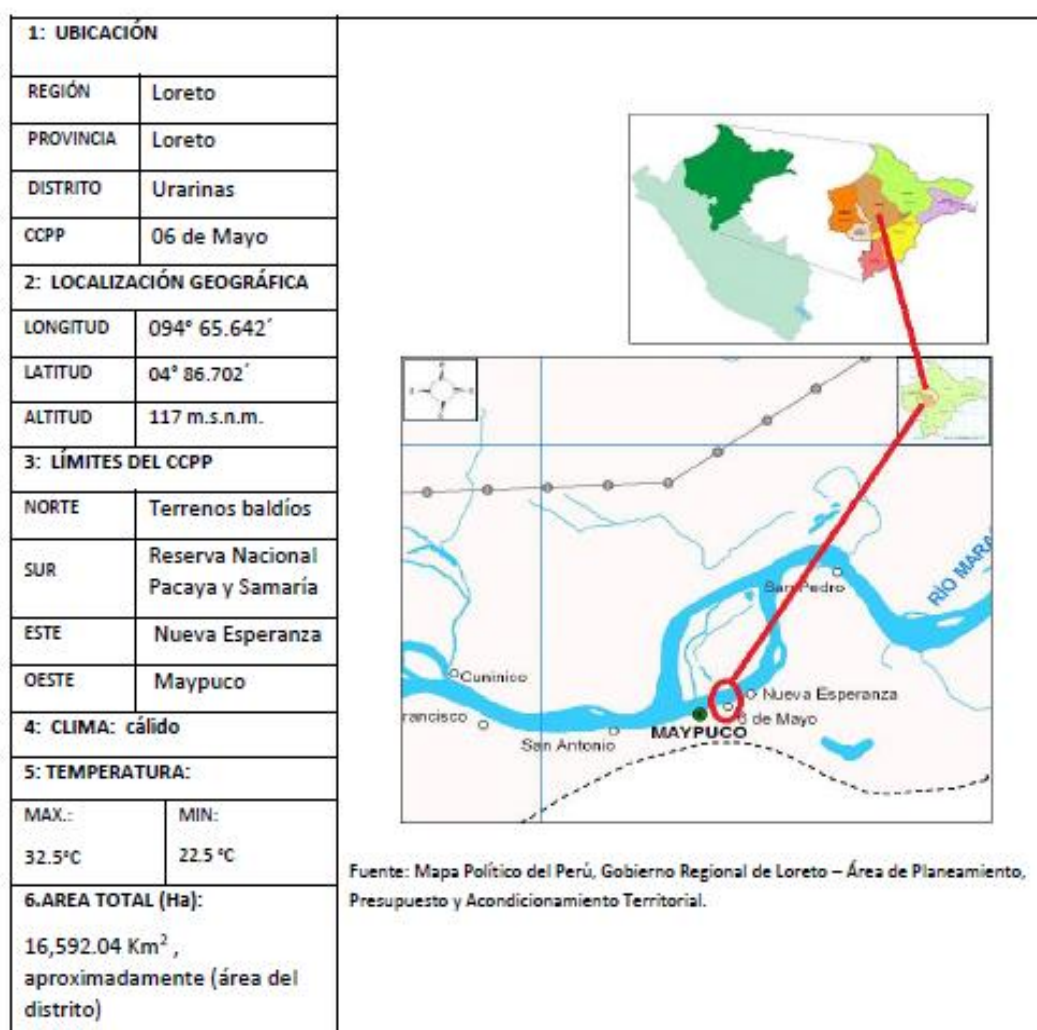 1: UBICACIÓN
REGIÓN Loreto
PROVINCIA Loreto
DISTRITO Urarinas
CCPP 06 de Mayo
2: LOCALIZACIÓN GEOGRÁFICA
LONGITUD 094° 65.642´
LATITUD 04° 86.702´
ALTITUD 117 m.s.n.m.
3: LÍMITES DEL CCPP
NORTE Terrenos baldíos
SUR Reserva Nacional
Pacaya y Samaría
ESTE Nueva Esperanza
OESTE Maypuco
4: CLIMA: cálido
5: TEMPERATURA:
MAX.: MIN:
32.5°C 22.5 °C
6.AREA TOTAL (Ha):
16,592.04 Km² ,
aproximadamente (área del
distrito)
San Pedro
RÍO MARA
Cuninico
Nueva Esperanza
rancisco
6 de Mayo
MAYPUCO
San Antonio
Fuente: Mapa Político del Perú, Gobierno Regional de Loreto – Área de Planeamiento,
Presupuesto y Acondicionamiento Territorial.